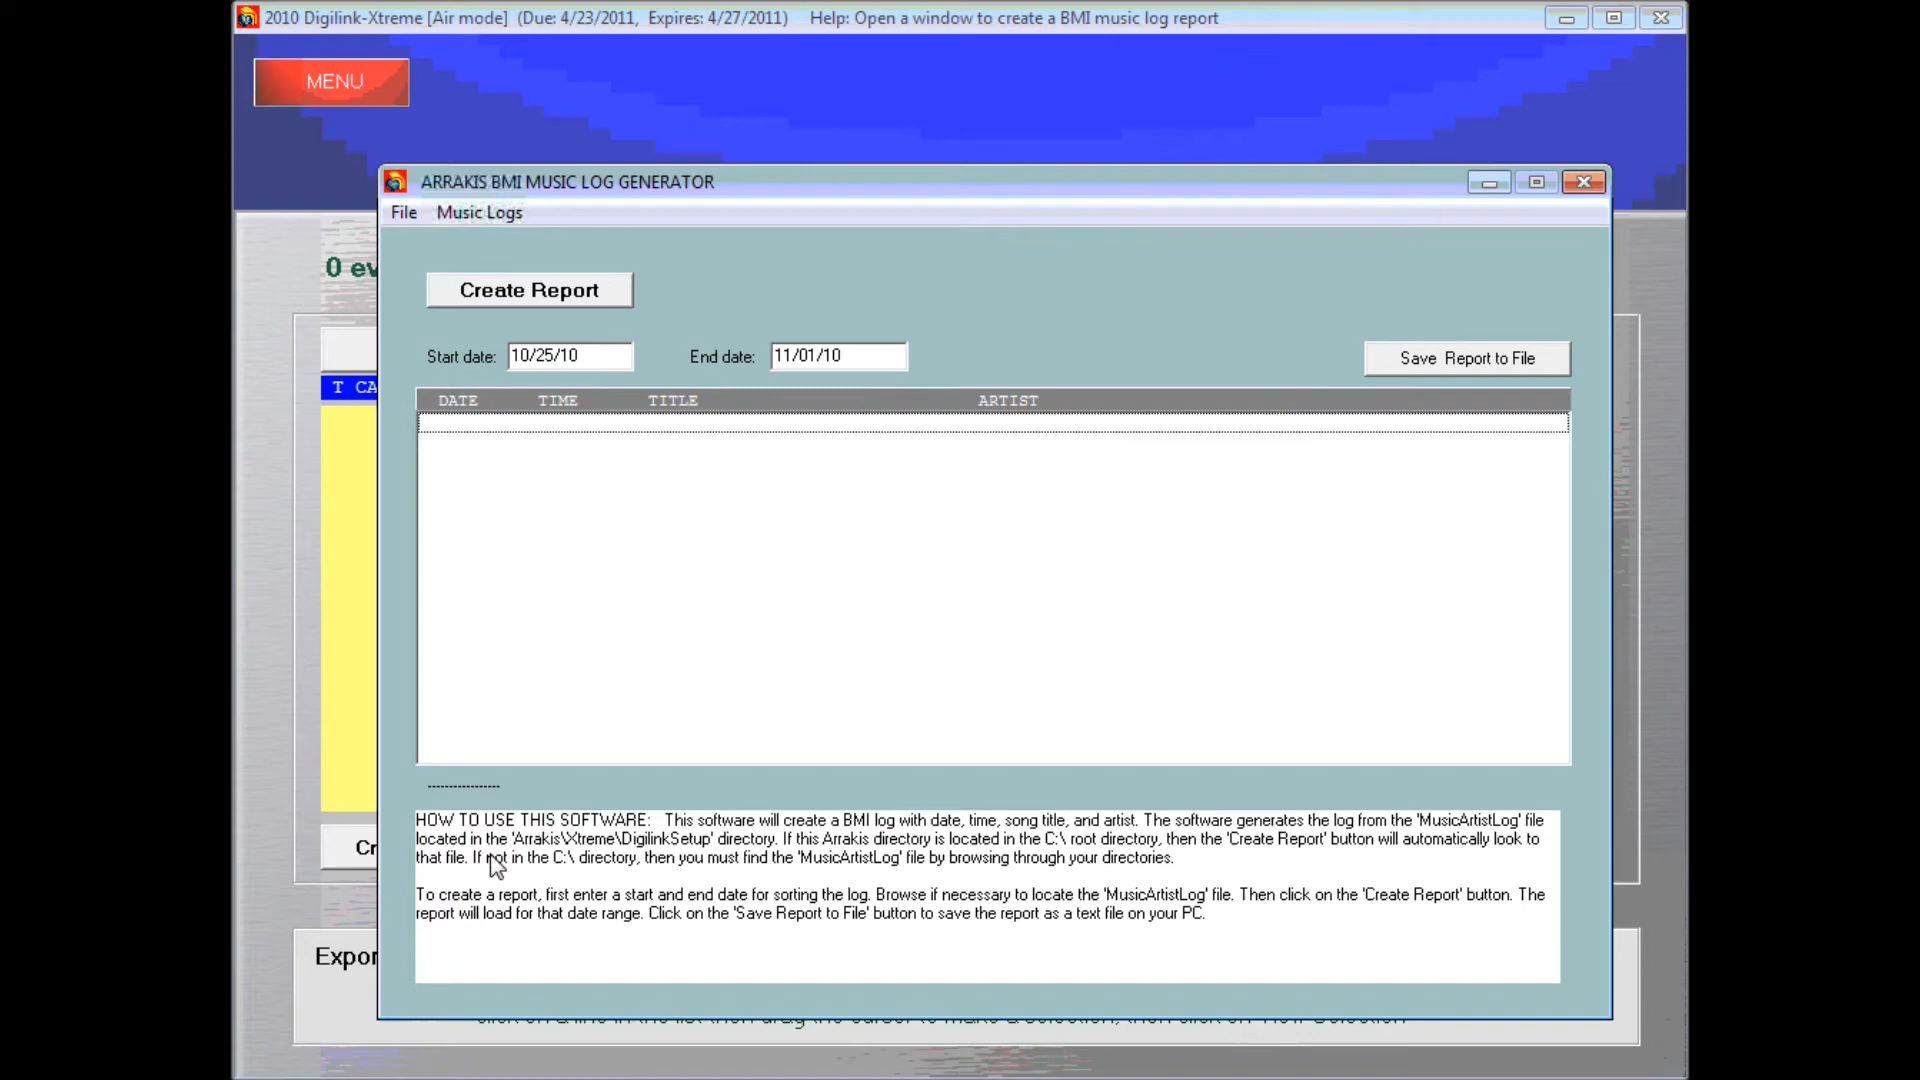 2010 Digilink-Xtreme [Air mode]  (Due: 4/23/2011,  Expires: 4/27/2011)    Help: Open a window to create a BMI music log report
MENU
ARRAKIS BMI MUSIC LOG GENERATOR
File  Music Logs
0 ev
Create Report
Start date: 10/25/10  End date: 11/01/10
Save  Report to File
T CA
DATE  TIME  TITLE  ARTIST
-----------------
HOW TO USE THIS SOFTWARE:   This software will create a BMI log with date, time, song title, and artist. The software generates the log from the 'MusicArtistLog' file
located in the 'Arrakis\Xtreme\DigilinkSetup' directory. If this Arrakis directory is located in the C:\ root directory, then the 'Create Report' button will automatically look to
that file. If not in the C:\ directory, then you must find the 'MusicArtistLog' file by browsing through your directories.
Cr
To create a report, first enter a start and end date for sorting the log. Browse if necessary to locate the 'MusicArtistLog' file. Then click on the 'Create Report' button. The
report will load for that date range. Click on the 'Save Report to File' button to save the report as a text file on your PC.
Expor